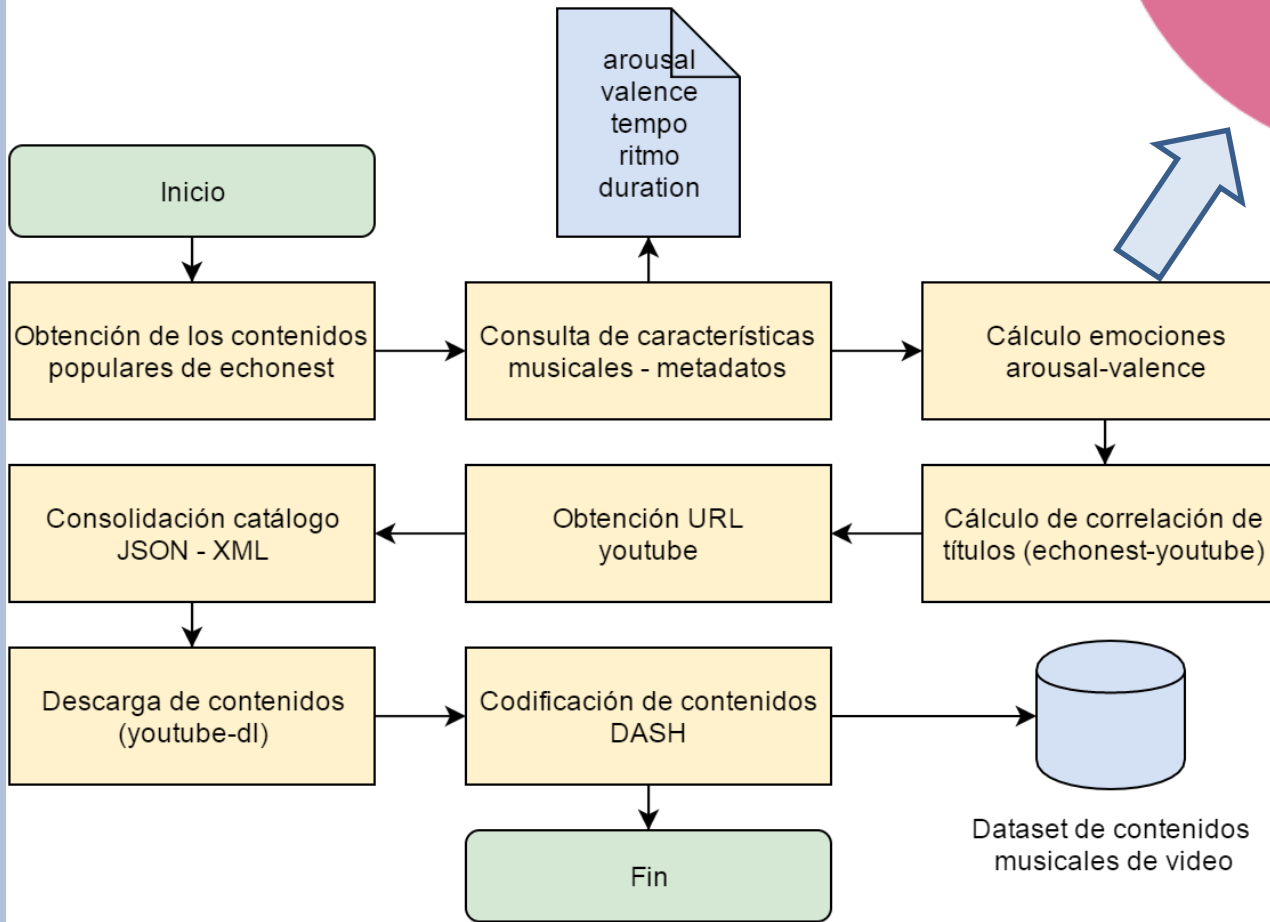 arousal
valence
tempo
ritmo
duration
Inicio
Obtención de los contenidos
populares de echonest
Consulta de características
musicales - metadatos
Cálculo emociones
arousal-valence
Cálculo de correlación de
títulos (echonest-youtube)
Obtención URL
youtube
Consolidación catálogo
JSON - XML
Descarga de contenidos
(youtube-dl)
Codificación de contenidos
DASH
Dataset de contenidos
musicales de video
Fin